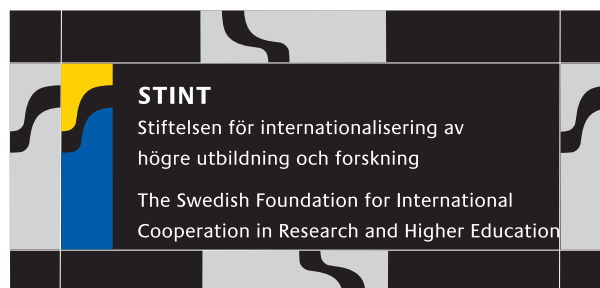 STINT
Stiftelsen för internationalisering av
högre utbildning och forskning
The Swedish Foundation for International
Cooperation in Research and Higher Education